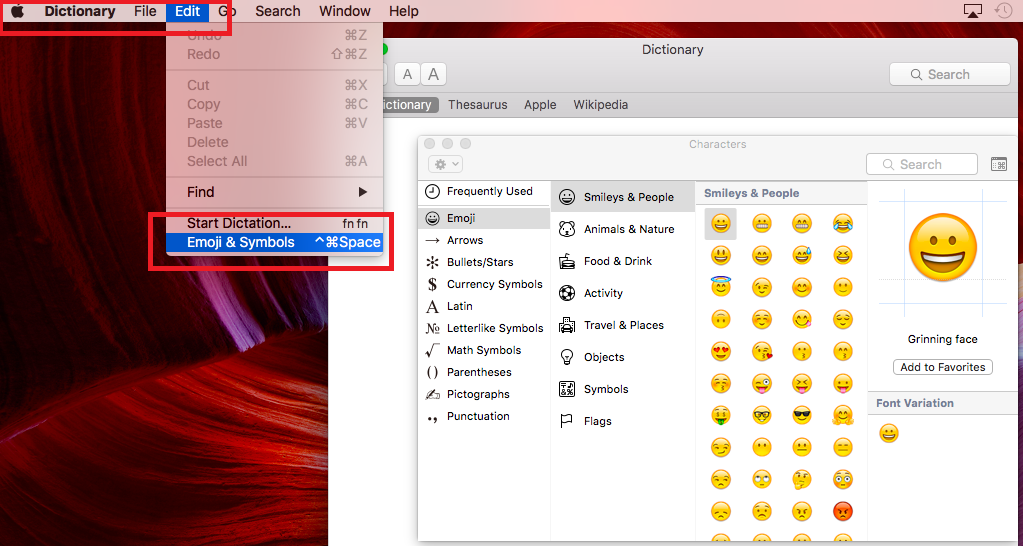 Dictionary File Edit Go Search Window Help
Undo ⌘Z
Redo ⇧⌘Z
Cut ⌘X
Copy ⌘C
Paste ⌘V
Delete
Select All ⌘A
Find
Start Dictation... fn fn
Emoji & Symbols ^⌘Space
Dictionary
A A
Search
ictionary Thesaurus Apple Wikipedia
Characters
Search
Frequently Used
Emoji
Arrows
Bullets/Stars
$ Currency Symbols
A Latin
№ Letterlike Symbols
√ Math Symbols
() Parentheses
Pictographs
., Punctuation
Smileys & People
Animals & Nature
Food & Drink
Activity
Travel & Places
Objects
Symbols
Flags
Smileys & People
Grinning face
Add to Favorites
Font Variation